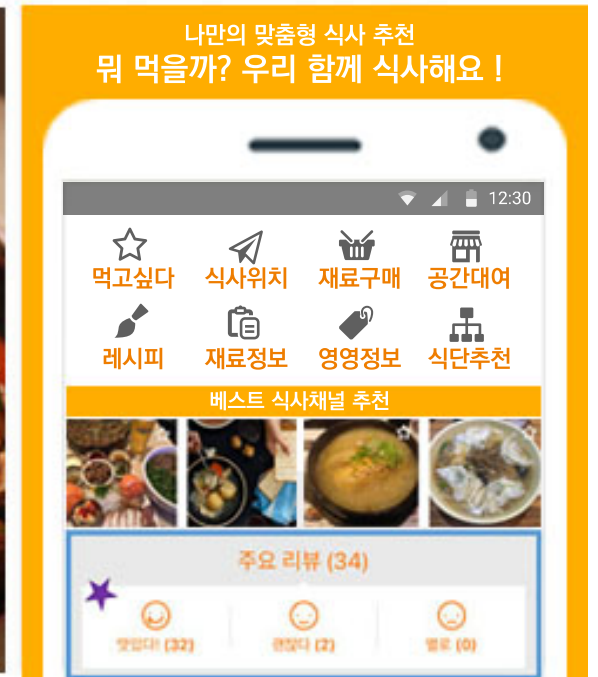 나만의 맞춤형 식사 추천
뭐 먹을까? 우리 함께 식사해요 !
12:30
먹고싶다 식사위치 재료구매 공간대여
레시피 재료정보 영영정보 식단추천
베스트 식사채널 추천
주요 리뷰 (34)
맛있다! (32) 괜찮다 (2) 별로 (0)